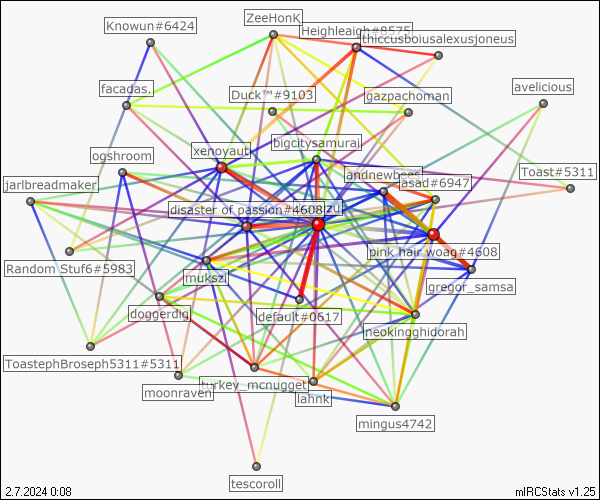 ZeeHonK
Knowun#6424
Heighleaigh#8575
thiccusboiusalexusjoneus
facadas.
Duck™#9103
gazpachoman
avelicious
bigcitysamurai
xenoyaut
ogshroom
andnewbees
Toast#5311
asad#6947
jarlbreadmaker
disaster of passion#4608
pink hair woag#4608
Random Stuf6#5983
mukszi
gregor_samsa
doggerdig
default#0617
neokingghidorah
ToastephBroseph5311#5311
moonraven
turkey_mcnugget
lahnk
mingus4742
tescoroll
2.7.2024 0:08
mIRCStats v1.25